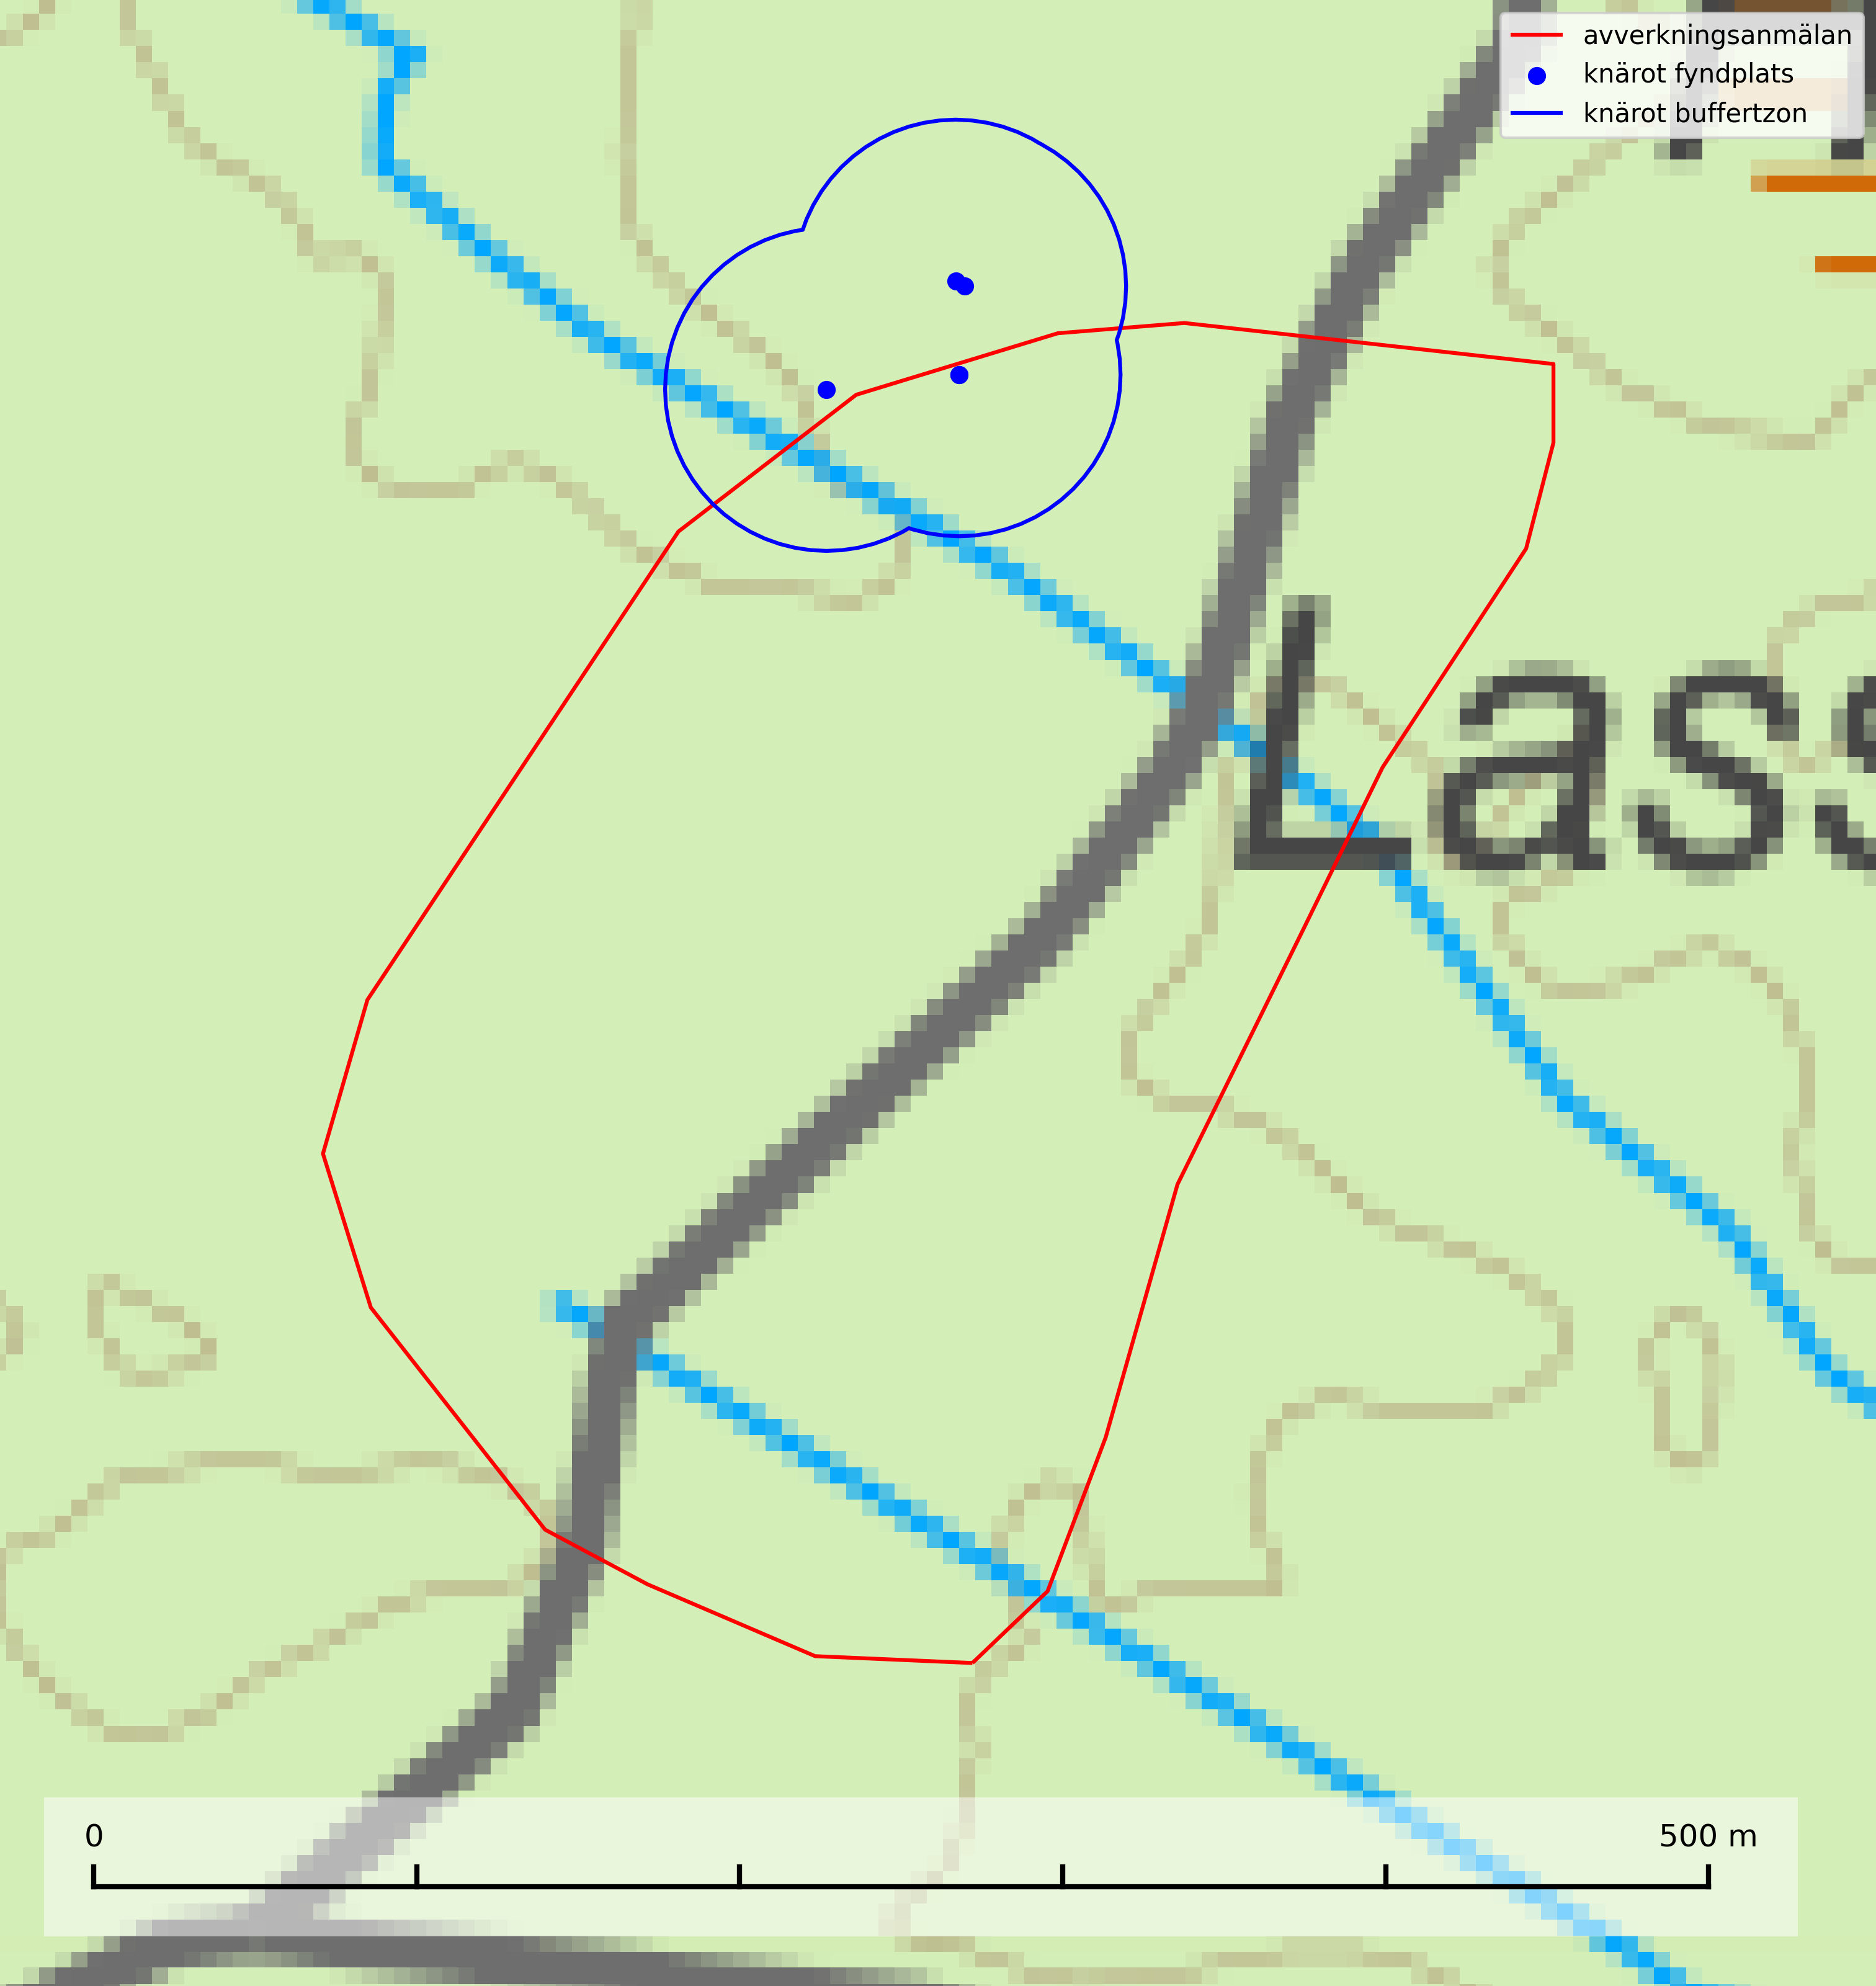 avverkningsanmälan
knärot fyndplats
knärot buffertzon
Lass
0 500 m